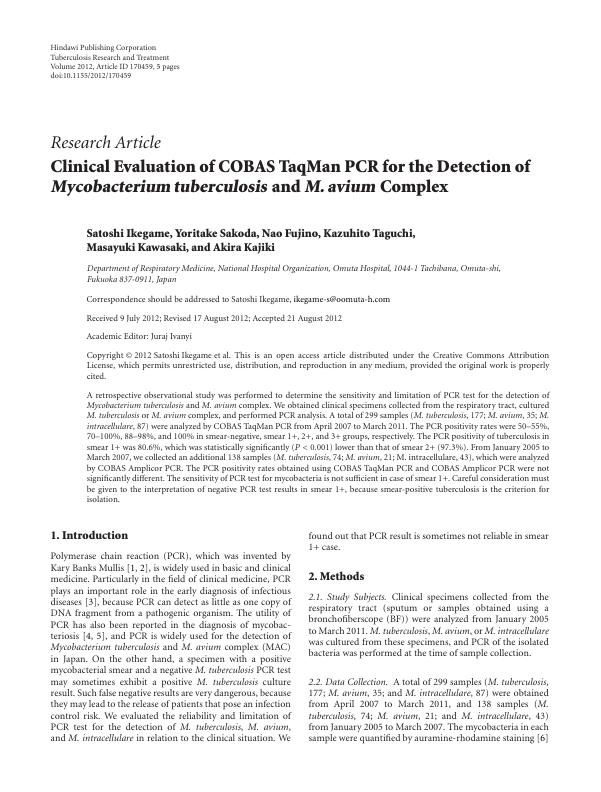 Hindawi Publishing Corporation
Tuberculosis Research and Treatment
Volume 2012, Article ID 170459, 5 pages
doi:10.1155/2012/170459
Research Article
Clinical Evaluation of COBAS TaqMan PCR for the Detection of
Mycobacterium tuberculosis and M. avium Complex
Satoshi Ikegame, Yoritake Sakoda, Nao Fujino, Kazuhito Taguchi,
Masayuki Kawasaki, and Akira Kajiki
Department of Respiratory Medicine, National Hospital Organization, Omuta Hospital, 1044-1 Tachibana, Omuta-shi,
Fukuoka 837-0911, Japan
Correspondence should be addressed to Satoshi Ikegame, ikegame-s@oomuta-h.com
Received 9 July 2012; Revised 17 August 2012; Accepted 21 August 2012
Academic Editor: Juraj Ivanyi
Copyright © 2012 Satoshi Ikegame et al. This is an open access article distributed under the Creative Commons Attribution
License, which permits unrestricted use, distribution, and reproduction in any medium, provided the original work is properly
cited.
A retrospective observational study was performed to determine the sensitivity and limitation of PCR test for the detection of
Mycobacterium tuberculosis and M. avium complex. We obtained clinical specimens collected from the respiratory tract, cultured
M. tuberculosis or M. avium complex, and performed PCR analysis. A total of 299 samples (M. tuberculosis, 177; M. avium, 35; M.
intracellulare, 87) were analyzed by COBAS TaqMan PCR from April 2007 to March 2011. The PCR positivity rates were 50–55%,
70–100%, 88–98%, and 100% in smear-negative, smear 1+, 2+, and 3+ groups, respectively. The PCR positivity of tuberculosis in
smear 1+ was 80.6%, which was statistically significantly (P < 0.001) lower than that of smear 2+ (97.3%). From January 2005 to
March 2007, we collected an additional 138 samples (M. tuberculosis, 74; M. avium, 21; M. intracellulare, 43), which were analyzed
by COBAS Amplicor PCR. The PCR positivity rates obtained using COBAS TaqMan PCR and COBAS Amplicor PCR were not
significantly different. The sensitivity of PCR test for mycobacteria is not sufficient in case of smear 1+. Careful consideration must
be given to the interpretation of negative PCR test results in smear 1+, because smear-positive tuberculosis is the criterion for
isolation.
1. Introduction
Polymerase chain reaction (PCR), which was invented by
Kary Banks Mullis [1, 2], is widely used in basic and clinical
medicine. Particularly in the field of clinical medicine, PCR
plays an important role in the early diagnosis of infectious
diseases [3], because PCR can detect as little as one copy of
DNA fragment from a pathogenic organism. The utility of
PCR has also been reported in the diagnosis of mycobac-
teriosis [4, 5], and PCR is widely used for the detection of
Mycobacterium tuberculosis and M. avium complex (MAC)
in Japan. On the other hand, a specimen with a positive
mycobacterial smear and a negative M. tuberculosis PCR test
may sometimes exhibit a positive M. tuberculosis culture
result. Such false negative results are very dangerous, because
they may lead to the release of patients that pose an infection
control risk. We evaluated the reliability and limitation of
PCR test for the detection of M. tuberculosis, M. avium,
and M. intracellulare in relation to the clinical situation. We
found out that PCR result is sometimes not reliable in smear
1+ case.
2. Methods
2.1. Study Subjects. Clinical specimens collected from the
respiratory tract (sputum or samples obtained using a
bronchofiberscope (BF)) were analyzed from January 2005
to March 2011. M. tuberculosis, M. avium, or M. intracellulare
was cultured from these specimens, and PCR of the isolated
bacteria was performed at the time of sample collection.
2.2. Data Collection. A total of 299 samples (M. tuberculosis,
177; M. avium, 35; and M. intracellulare, 87) were obtained
from April 2007 to March 2011, and 138 samples (M.
tuberculosis, 74; M. avium, 21; and M. intracellulare, 43)
from January 2005 to March 2007. The mycobacteria in each
sample were quantified by auramine-rhodamine staining [6]